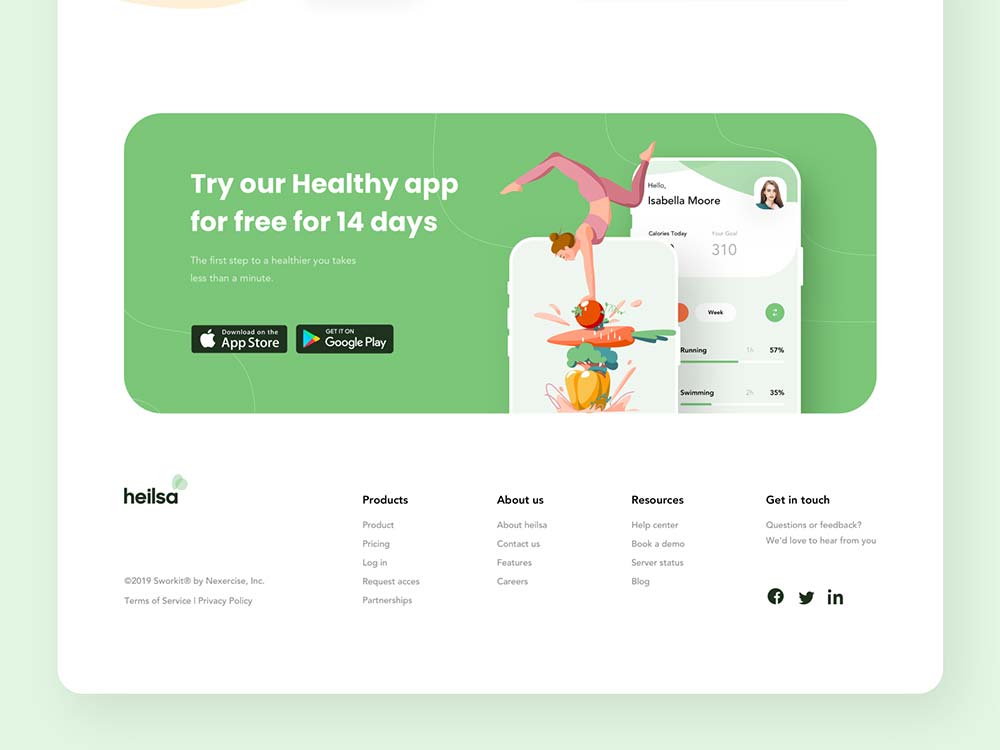 Try our Healthy app
for free for 14 days
The first step to a healthier you takes
less than a minute.
Download on the
App Store
GET IT ON
Google Play
Hello,
Isabella Moore
Calories Today
Your Goal
310
Week
Running 1h 57%
Swimming 2h 35%
heilsa
©2019 Sworkit® by Nexercise, Inc.
Terms of Service | Privacy Policy
Products
Product
Pricing
Log in
Request acces
Partnerships
About us
About heilsa
Contact us
Features
Careers
Resources
Help center
Book a demo
Server status
Blog
Get in touch
Questions or feedback?
We'd love to hear from you